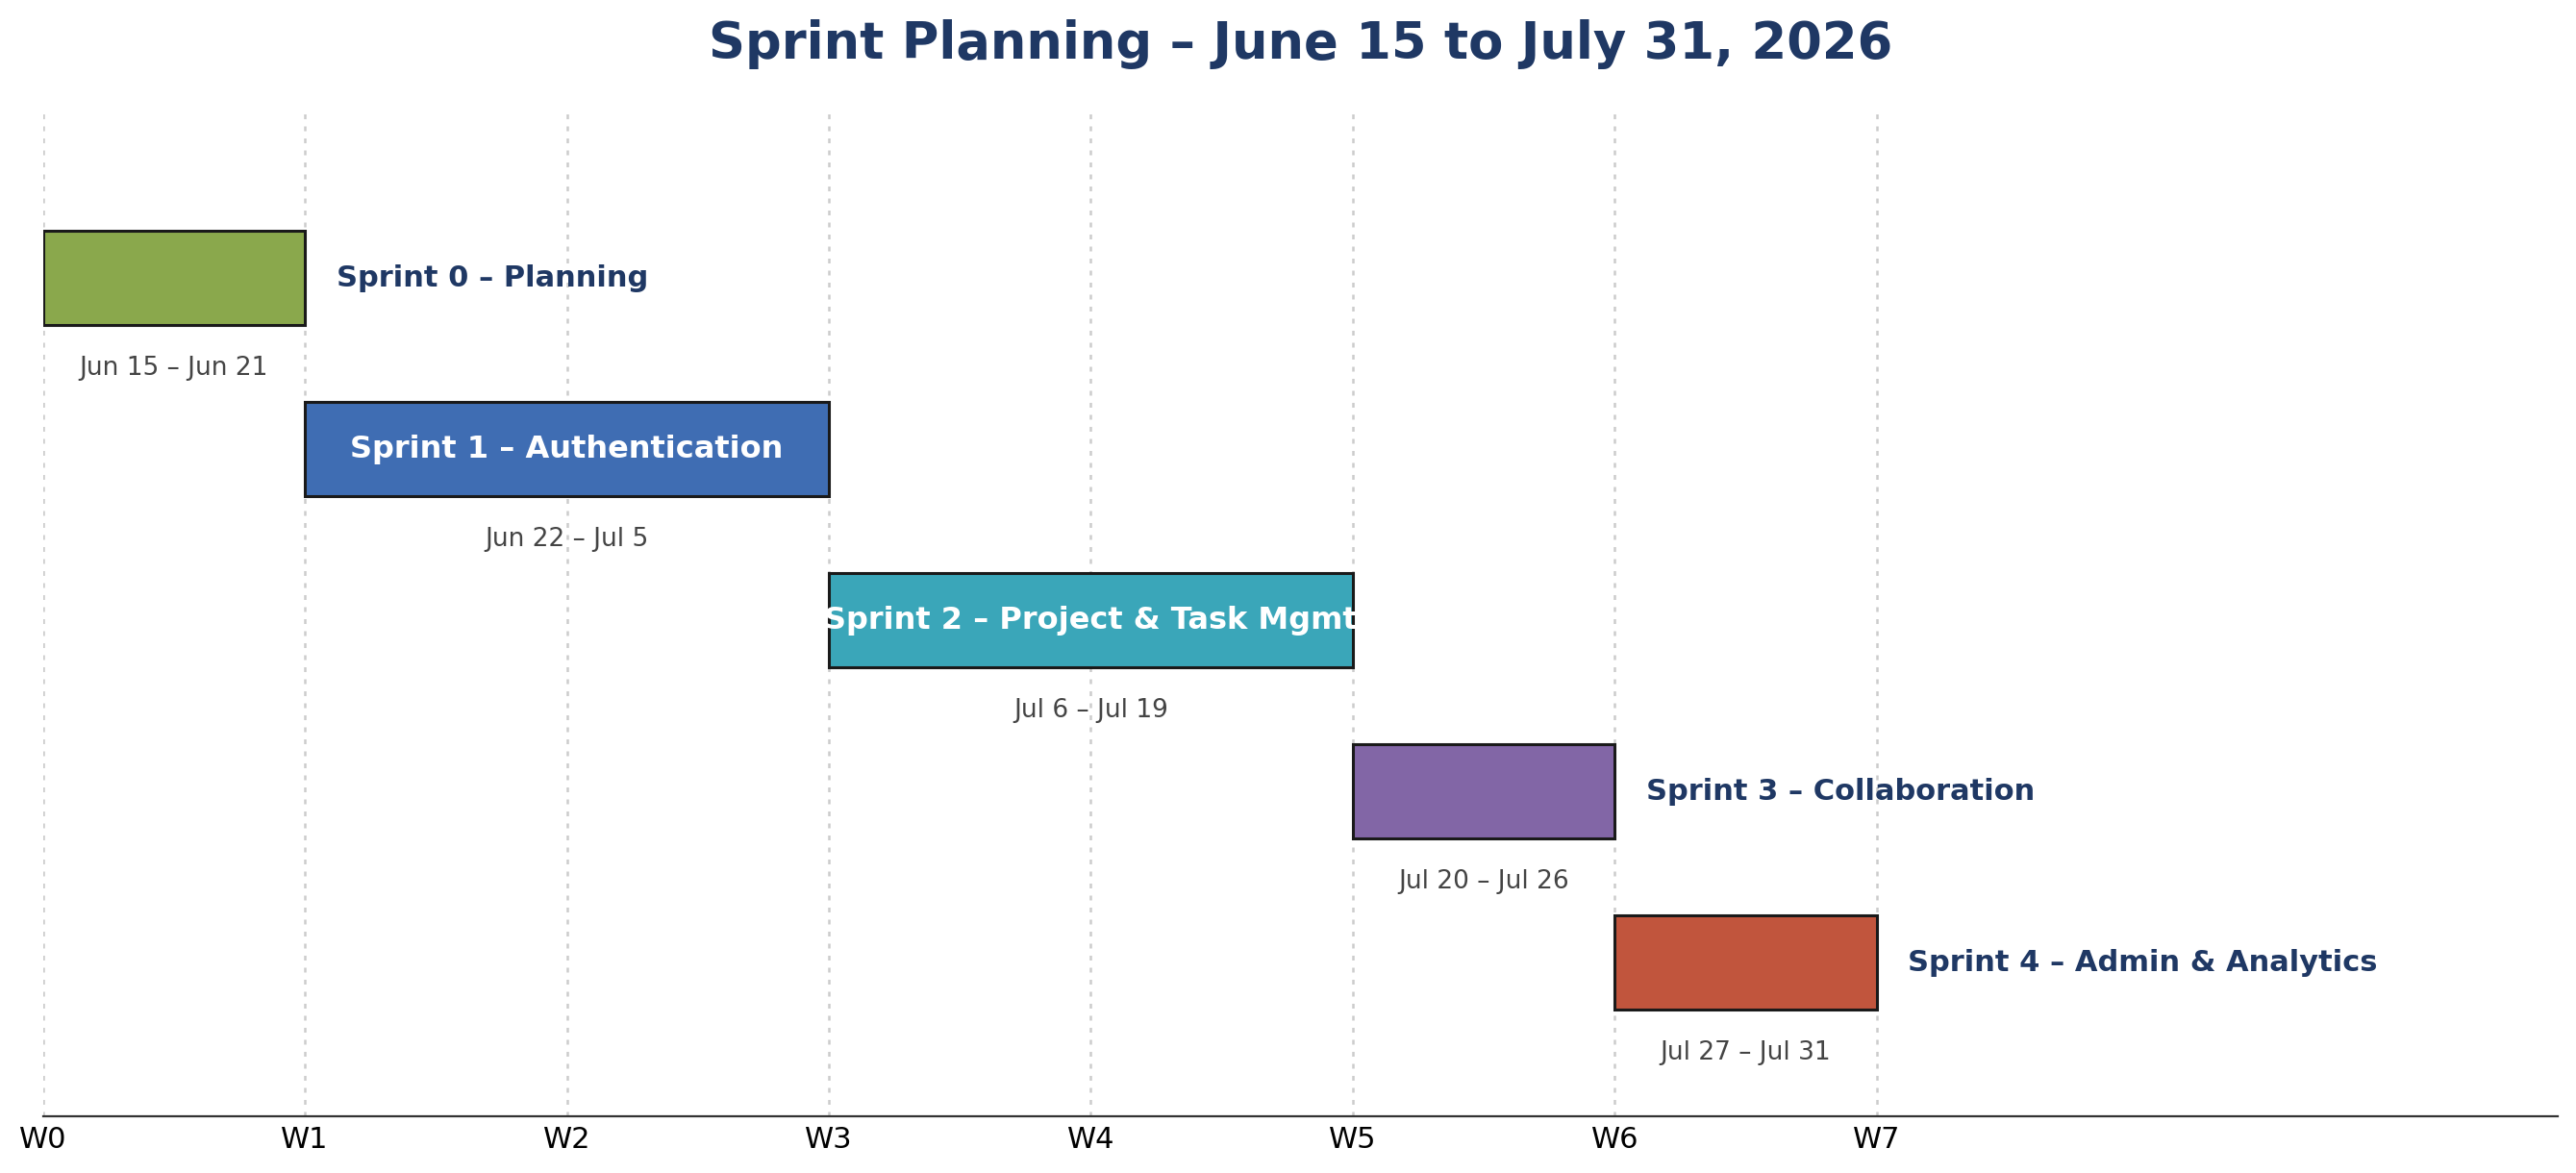 Sprint Planning – June 15 to July 31, 2026
Sprint 0 – Planning
Jun 15 – Jun 21
Sprint 1 – Authentication
Jun 22 – Jul 5
Sprint 2 – Project & Task Mgmt
Jul 6 – Jul 19
Sprint 3 – Collaboration
Jul 20 – Jul 26
Sprint 4 – Admin & Analytics
Jul 27 – Jul 31
W0 W1 W2 W3 W4 W5 W6 W7